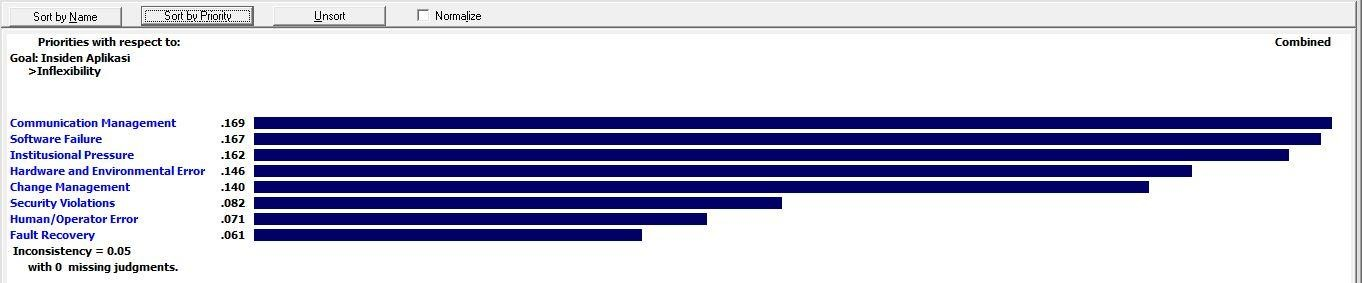 Sort by Name Sort by Priority Unsort Normalize
Priorities with respect to: Combined
Goal: Insiden Aplikasi
>Inflexibility
Communication Management .169
Software Failure .167
Institusional Pressure .162
Hardware and Environmental Error .146
Change Management .140
Security Violations .082
Human/Operator Error .071
Fault Recovery .061
Inconsistency = 0.05
with 0 missing judgments.